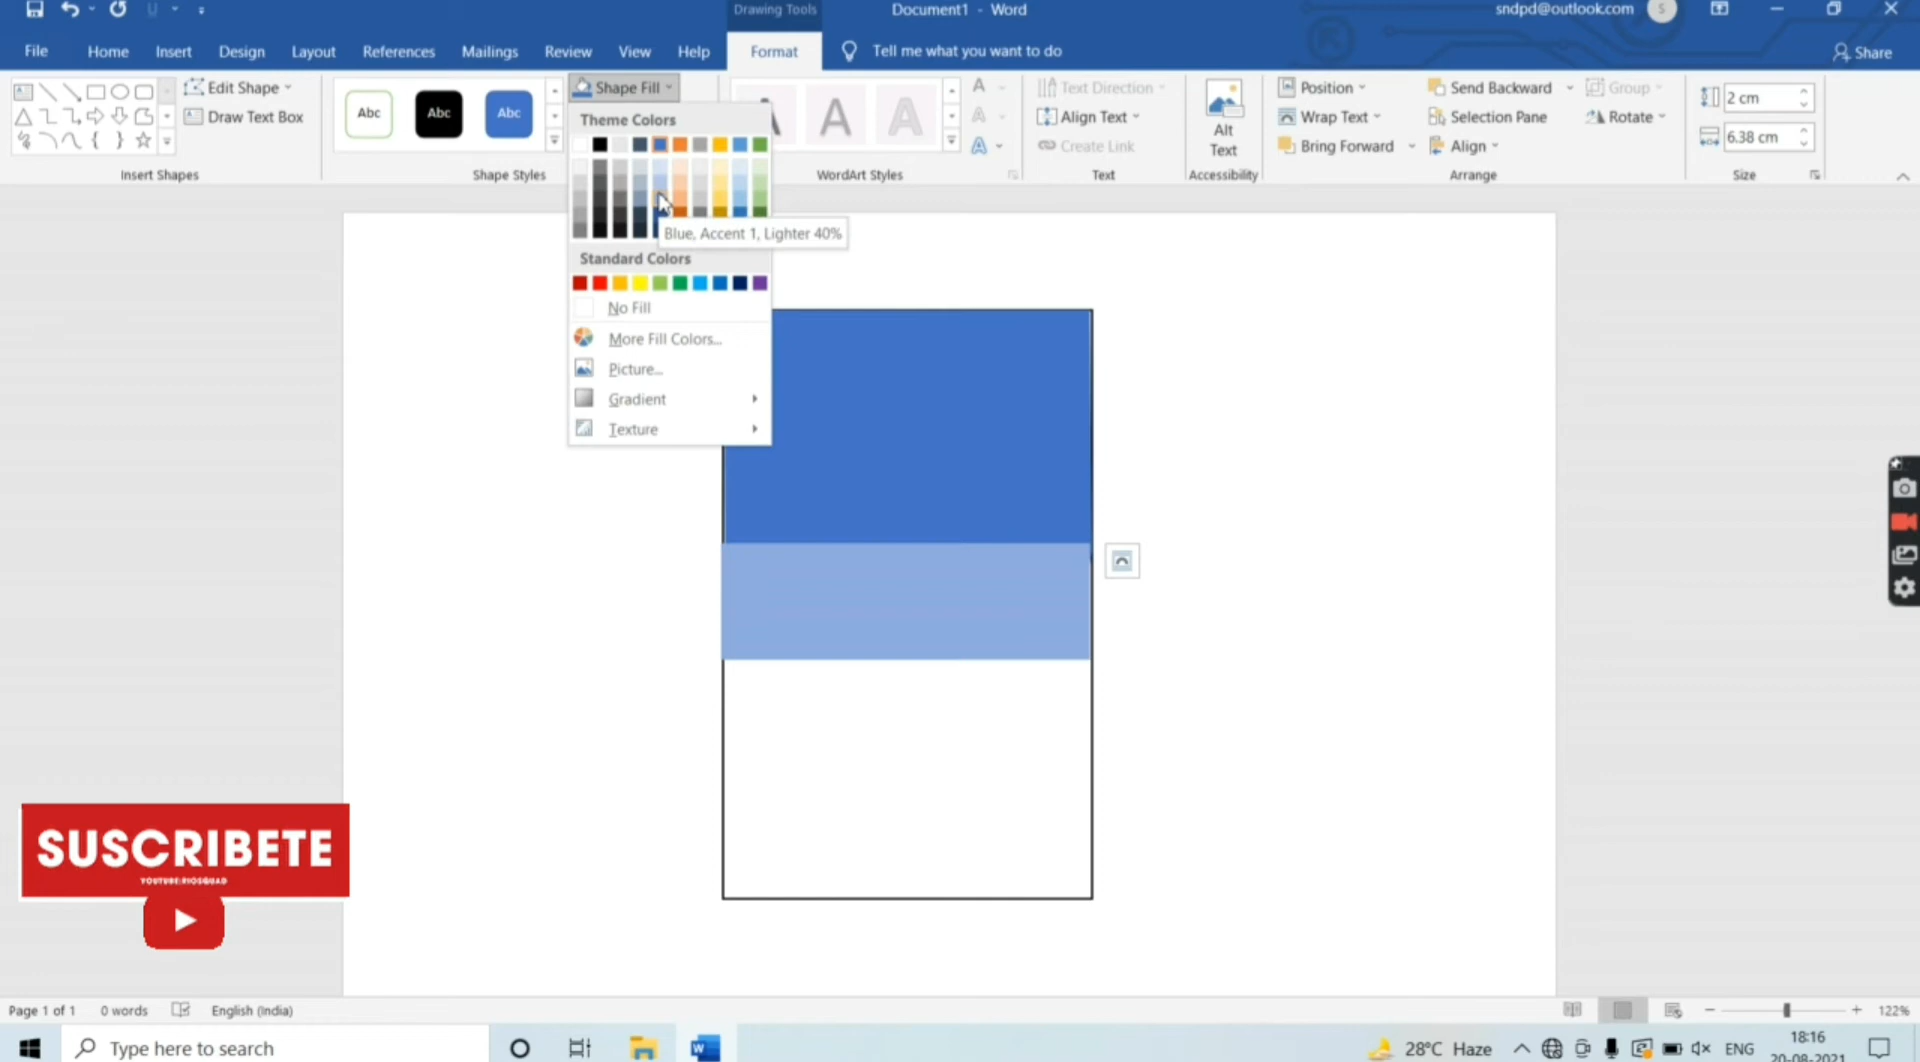 Drawing Tools
Document1 - Word
sndpd@outlook.com
S
File Home Insert Design Layout References Mailings Review View Help Format Tell me what you want to do
Share
Edit Shape
Draw Text Box
Insert Shapes
Abc Abc Abc
Shape Styles
Shape Fill
Theme Colors
Blue, Accent 1, Lighter 40%
Standard Colors
No Fill
More Fill Colors...
Picture...
Gradient
Texture
A A A
WordArt Styles
Text Direction
Align Text
Create Link
Text
Alt
Text
Accessibility
Position
Wrap Text
Bring Forward
Send Backward
Selection Pane
Align
Group
Rotate
Arrange
2 cm
6.38 cm
Size
SUSCRIBETE
YOUTUBE:RIOSQUAD
Page 1 of 1 0 words English (India)
122%
Type here to search
28°C Haze
ENG
18:16
20-08-2021